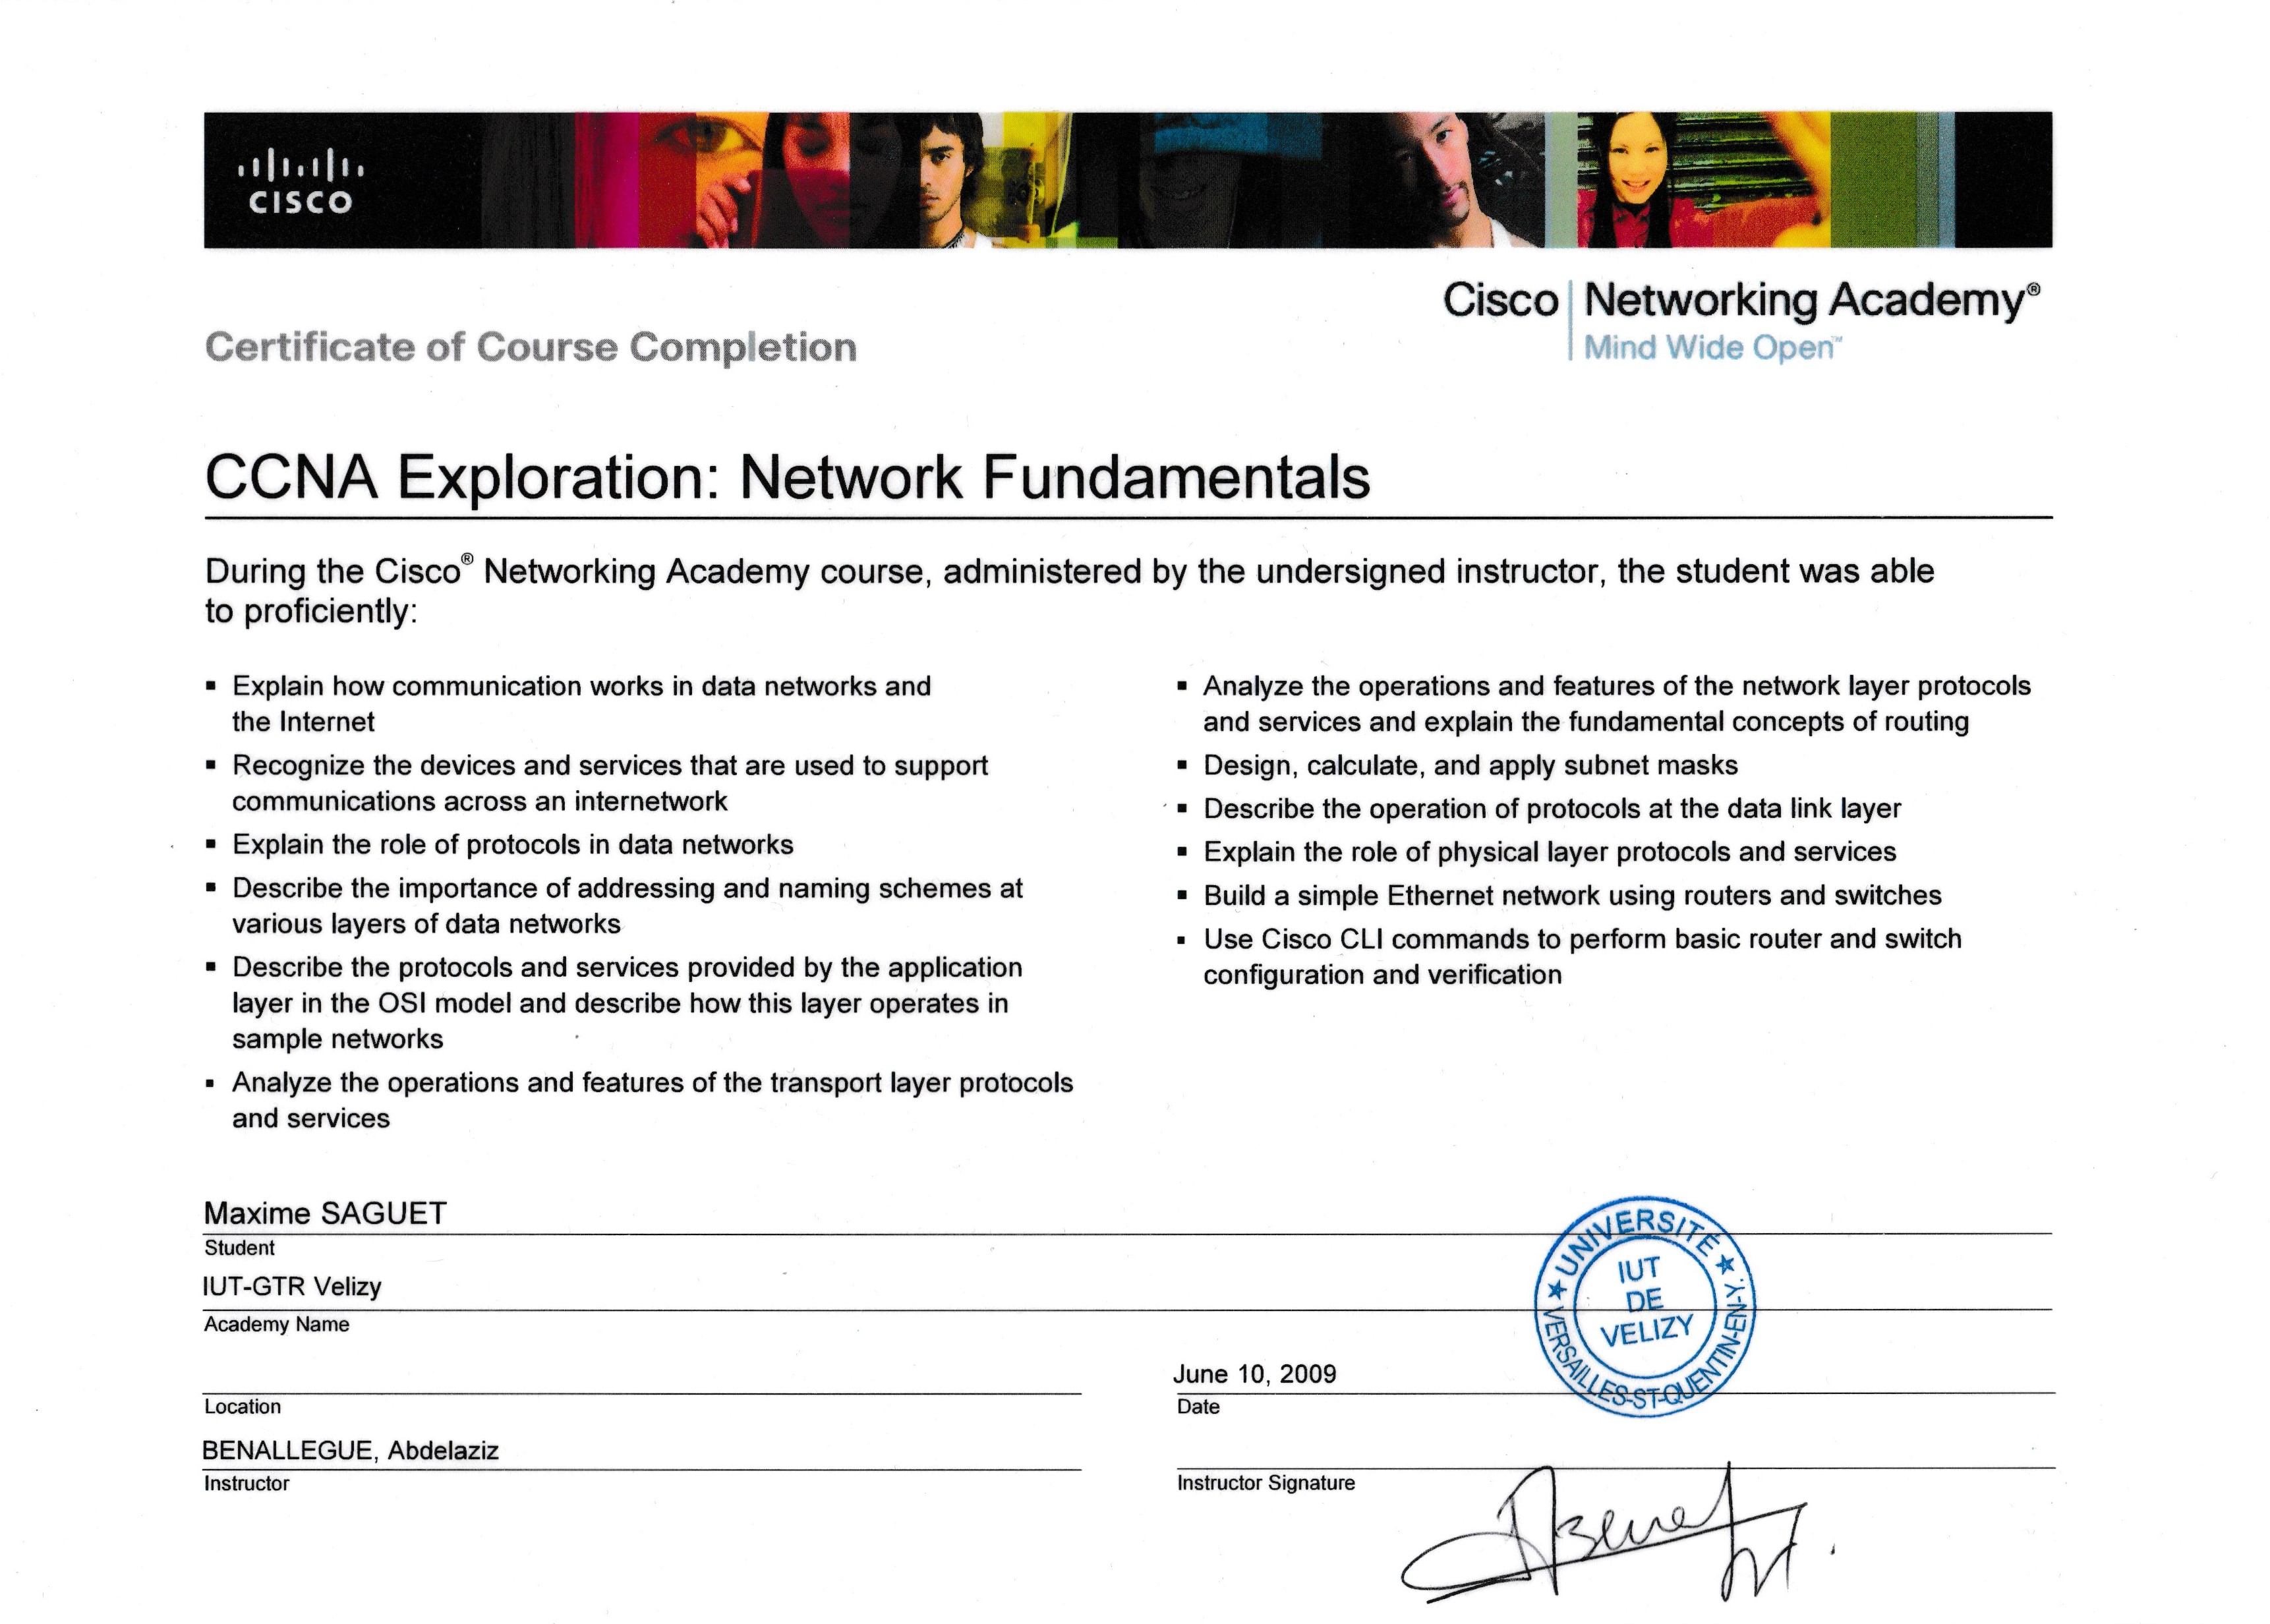 CISCO
Cisco Networking Academy®
Mind Wide Open™
Certificate of Course Completion
CCNA Exploration: Network Fundamentals
During the Cisco® Networking Academy course, administered by the undersigned instructor, the student was able
to proficiently:
▪ Explain how communication works in data networks and
the Internet
▪ Recognize the devices and services that are used to support
communications across an internetwork
▪ Explain the role of protocols in data networks
▪ Describe the importance of addressing and naming schemes at
various layers of data networks
▪ Describe the protocols and services provided by the application
layer in the OSI model and describe how this layer operates in
sample networks
▪ Analyze the operations and features of the transport layer protocols
and services
▪ Analyze the operations and features of the network layer protocols
and services and explain the fundamental concepts of routing
▪ Design, calculate, and apply subnet masks
▪ Describe the operation of protocols at the data link layer
▪ Explain the role of physical layer protocols and services
▪ Build a simple Ethernet network using routers and switches
▪ Use Cisco CLI commands to perform basic router and switch
configuration and verification
Maxime SAGUET
Student
IUT-GTR Velizy
Academy Name
Location
June 10, 2009
Date
BENALLEGUE, Abdelaziz
Instructor
Instructor Signature
★ UNIVERSITÉ ★
VERSAILLES-ST-QUENTIN-EN-Y.
IUT
DE
VELIZY